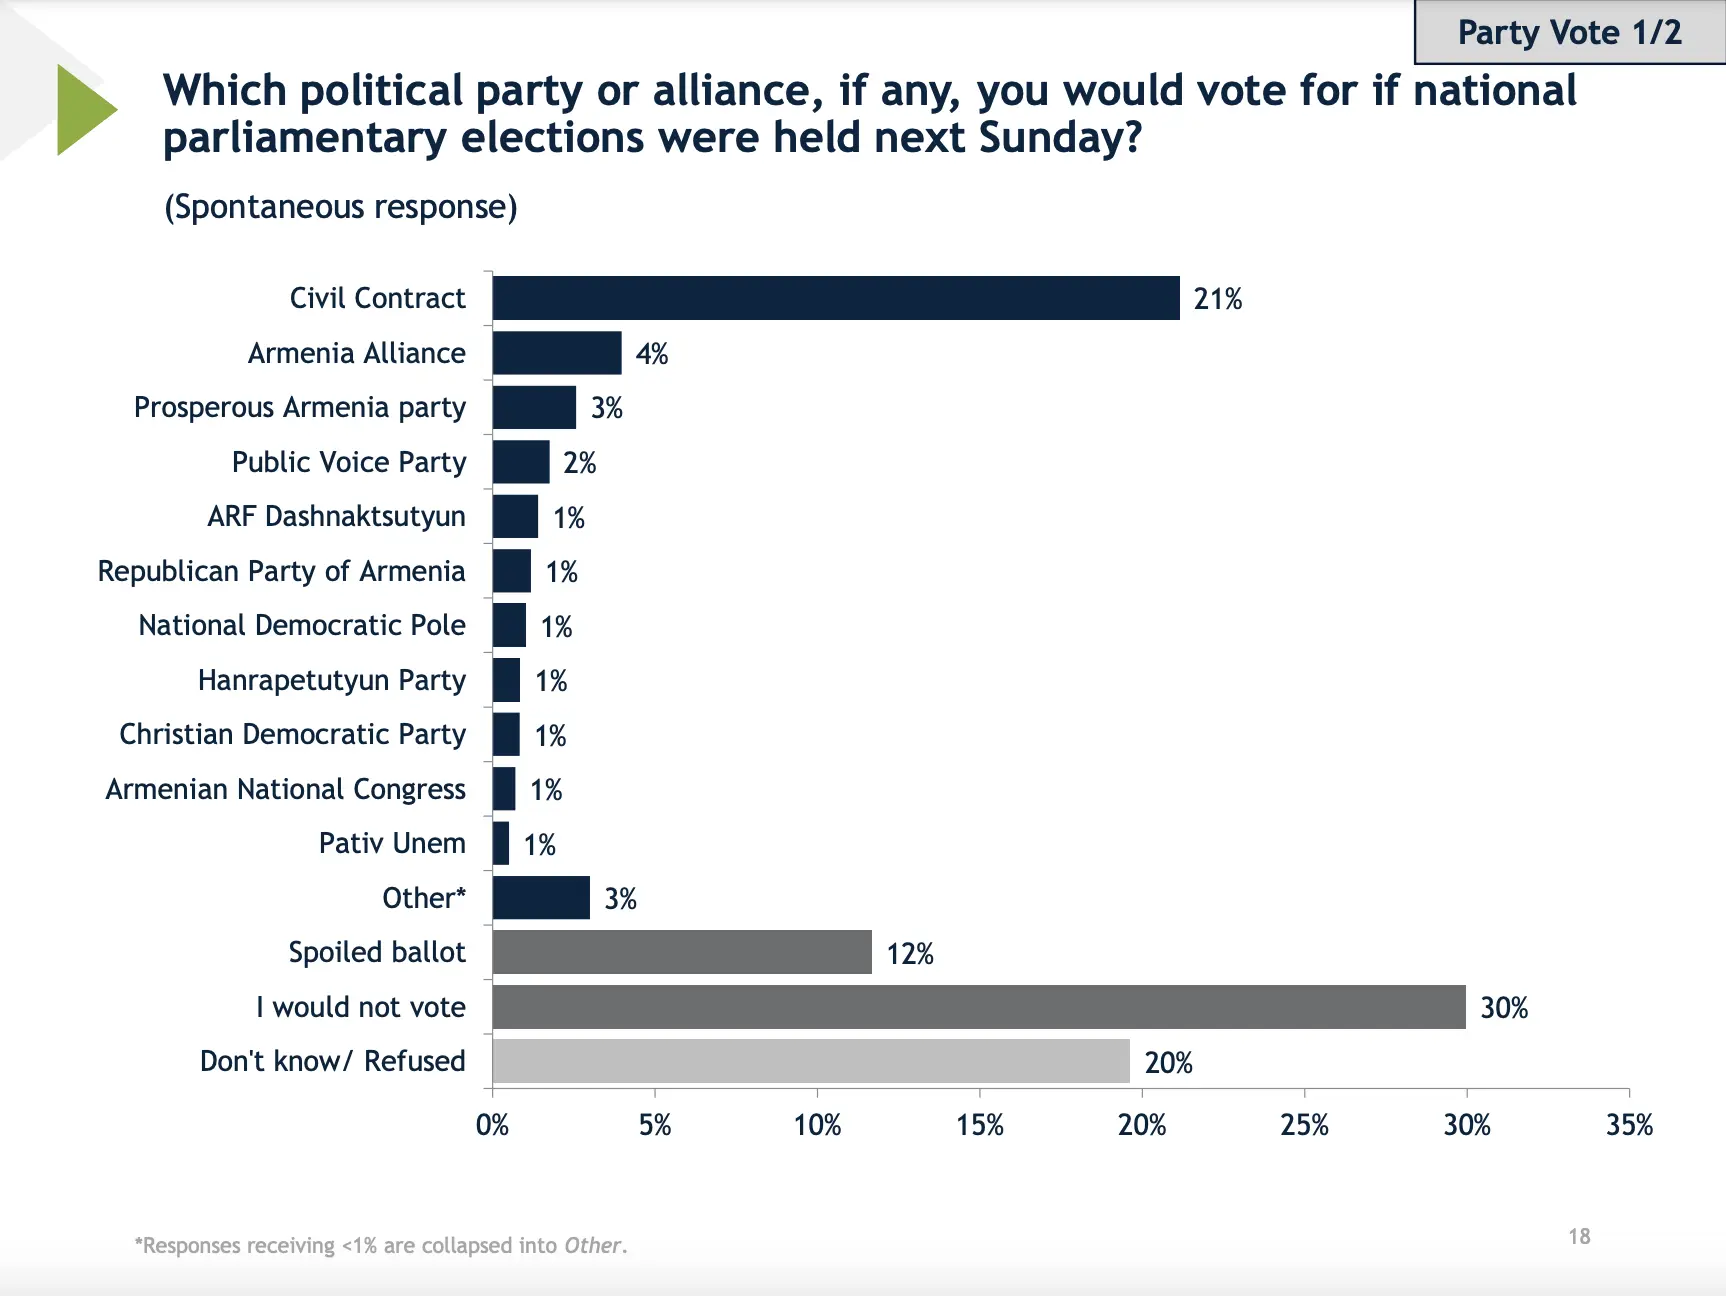 Party Vote 1/2
Which political party or alliance, if any, you would vote for if national
parliamentary elections were held next Sunday?
(Spontaneous response)
Civil Contract 21%
Armenia Alliance 4%
Prosperous Armenia party 3%
Public Voice Party 2%
ARF Dashnaktsutyun 1%
Republican Party of Armenia 1%
National Democratic Pole 1%
Hanrapetutyun Party 1%
Christian Democratic Party 1%
Armenian National Congress 1%
Pativ Unem 1%
Other* 3%
Spoiled ballot 12%
I would not vote 30%
Don't know/ Refused 20%
0% 5% 10% 15% 20% 25% 30% 35%
*Responses receiving <1% are collapsed into Other.
18